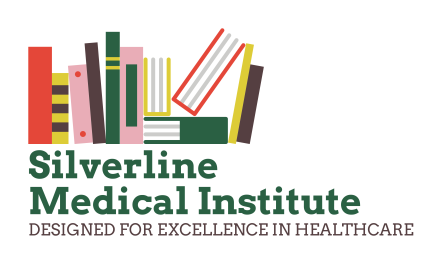 Silverline
Medical Institute
DESIGNED FOR EXCELLENCE IN HEALTHCARE